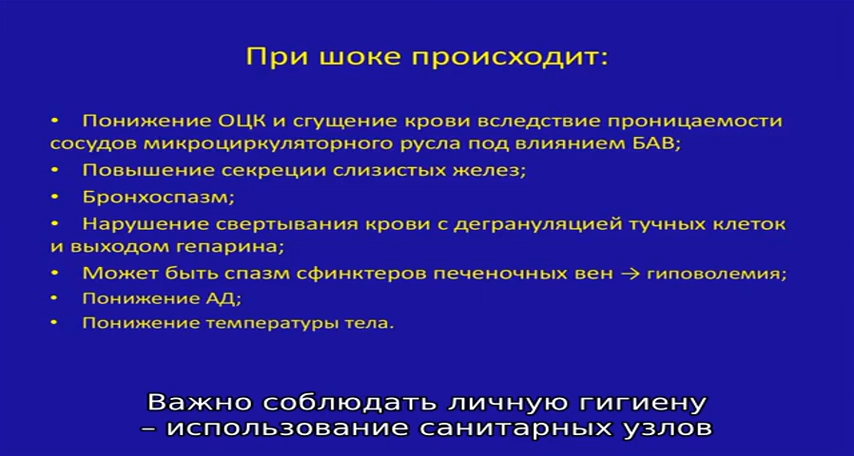 При шоке происходит:
• Понижение ОЦК и сгущение крови вследствие проницаемости
сосудов микроциркуляторного русла под влиянием БАВ;
• Повышение секреции слизистых желез;
• Бронхоспазм;
• Нарушение свертывания крови с дегрануляцией тучных клеток
и выходом гепарина;
• Может быть спазм сфинктеров печеночных вен → гиповолемия;
• Понижение АД;
• Понижение температуры тела.
Важно соблюдать личную гигиену
– использование санитарных узлов